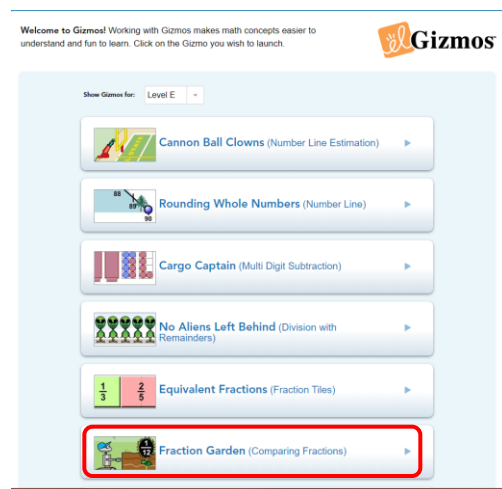 Welcome to Gizmos! Working with Gizmos makes math concepts easier to
understand and fun to learn. Click on the Gizmo you wish to launch.
Gizmos
Show Gizmos for: Level E
Cannon Ball Clowns (Number Line Estimation)
88
89
90
Rounding Whole Numbers (Number Line)
Cargo Captain (Multi Digit Subtraction)
No Aliens Left Behind (Division with
Remainders)
1/3 2/5
Equivalent Fractions (Fraction Tiles)
1/12
Fraction Garden (Comparing Fractions)